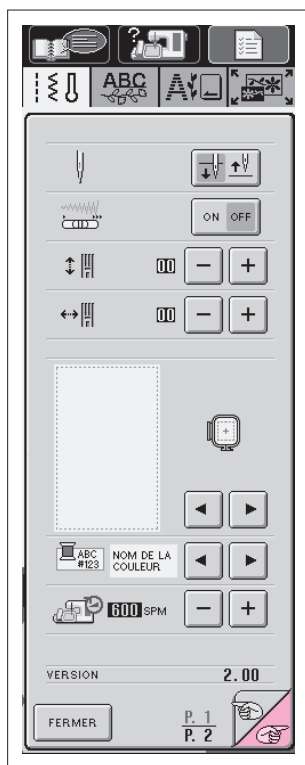 ABC
A
ON OFF
00 − +
00 − +
ABC
#123
NOM DE LA
COULEUR
600 SPM − +
VERSION 2.00
FERMER
P. 1
P. 2